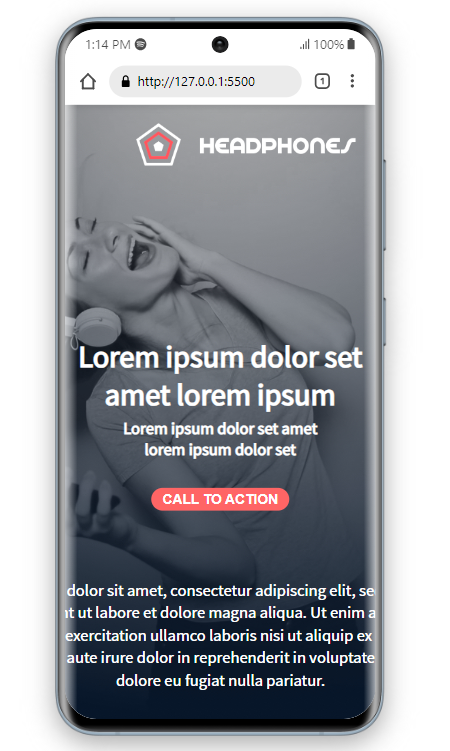 1:14 PM
100%
http://127.0.0.1:5500
1
HEADPHONES
Lorem ipsum dolor set
amet lorem ipsum
Lorem ipsum dolor set amet
lorem ipsum dolor set
CALL TO ACTION
dolor sit amet, consectetur adipiscing elit, se
t ut labore et dolore magna aliqua. Ut enim a
exercitation ullamco laboris nisi ut aliquip ex
aute irure dolor in reprehenderit in voluptate
dolore eu fugiat nulla pariatur.